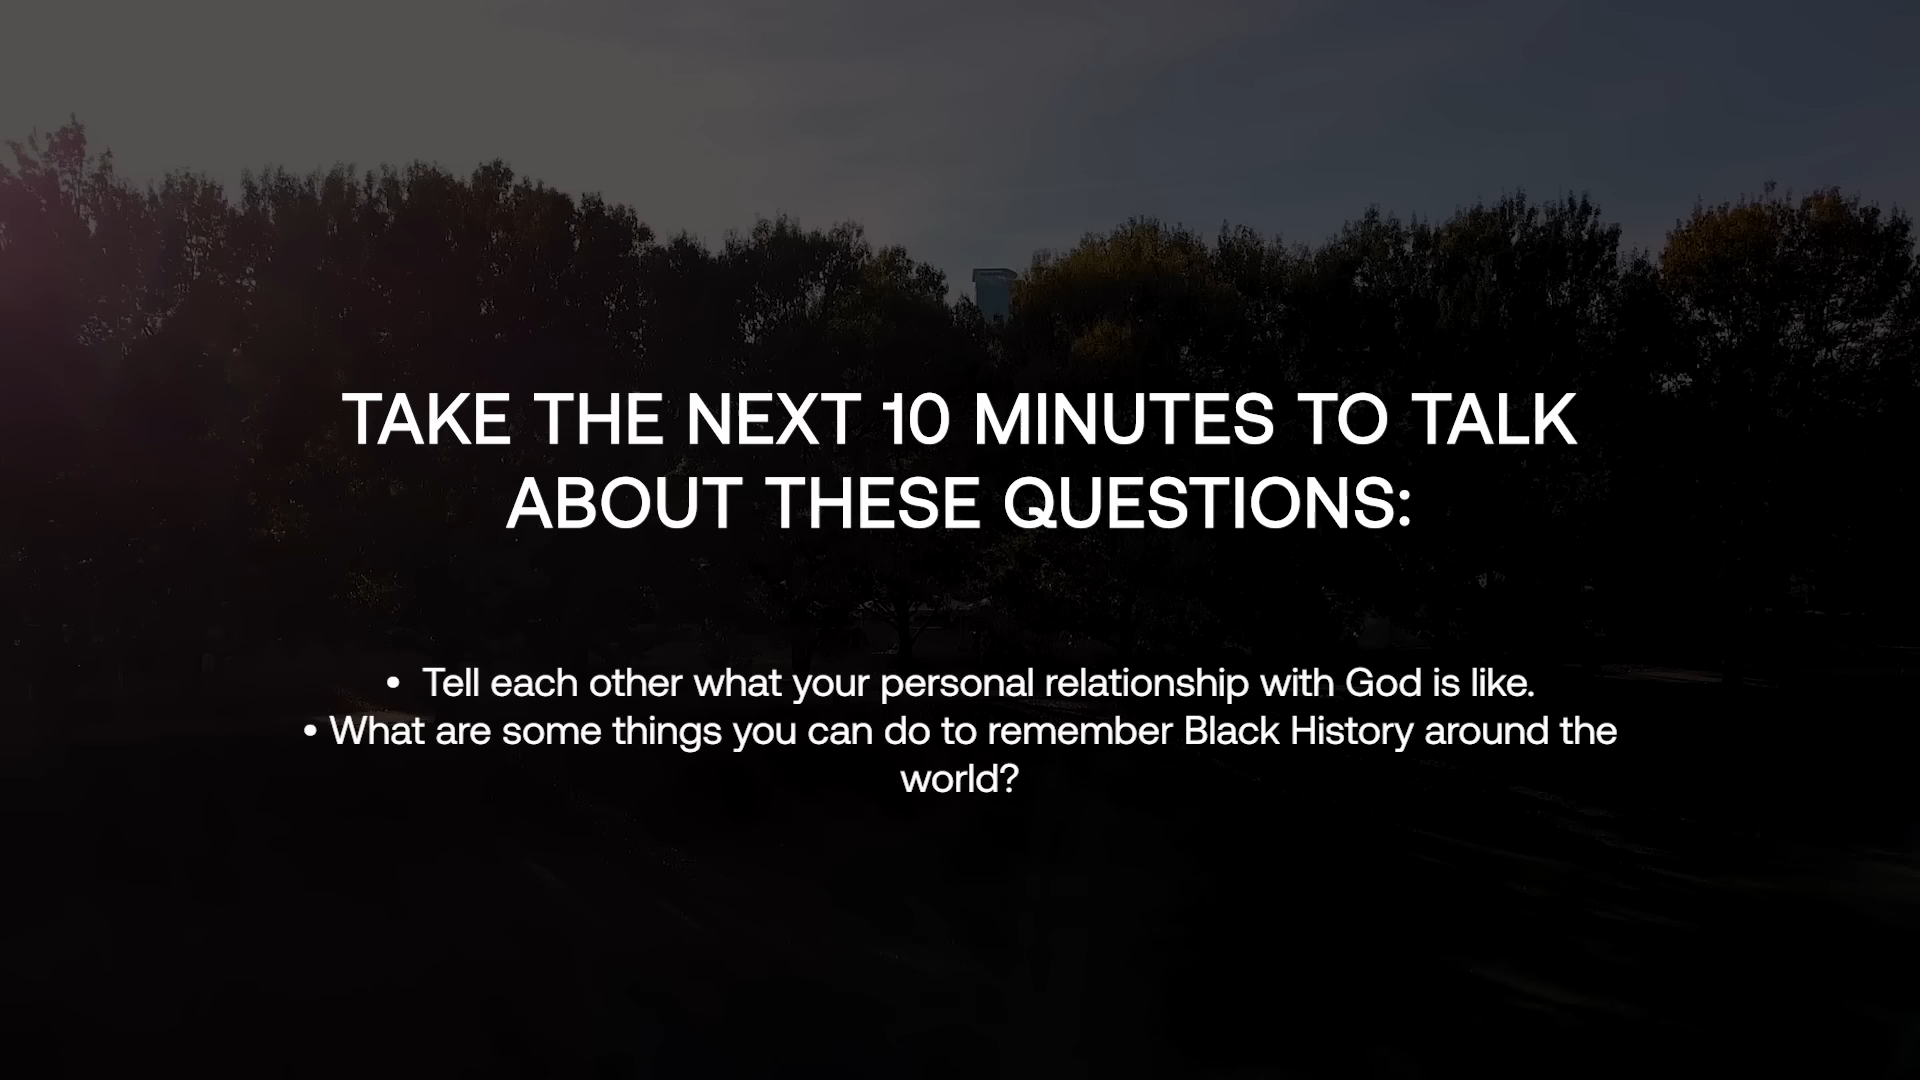 TAKE THE NEXT 10 MINUTES TO TALK
ABOUT THESE QUESTIONS:
• Tell each other what your personal relationship with God is like.
• What are some things you can do to remember Black History around the
world?